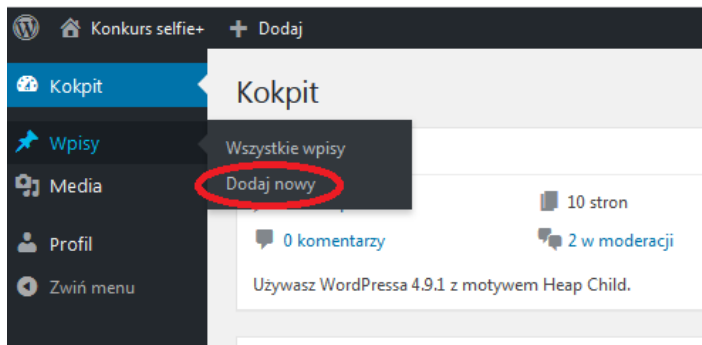 Konkurs selfie+ Dodaj
Kokpit
Kokpit
Wpisy
Wszystkie wpisy
Dodaj nowy
Media
10 stron
Profil
0 komentarzy
2 w moderacji
Zwiń menu
Używasz WordPressa 4.9.1 z motywem Heap Child.